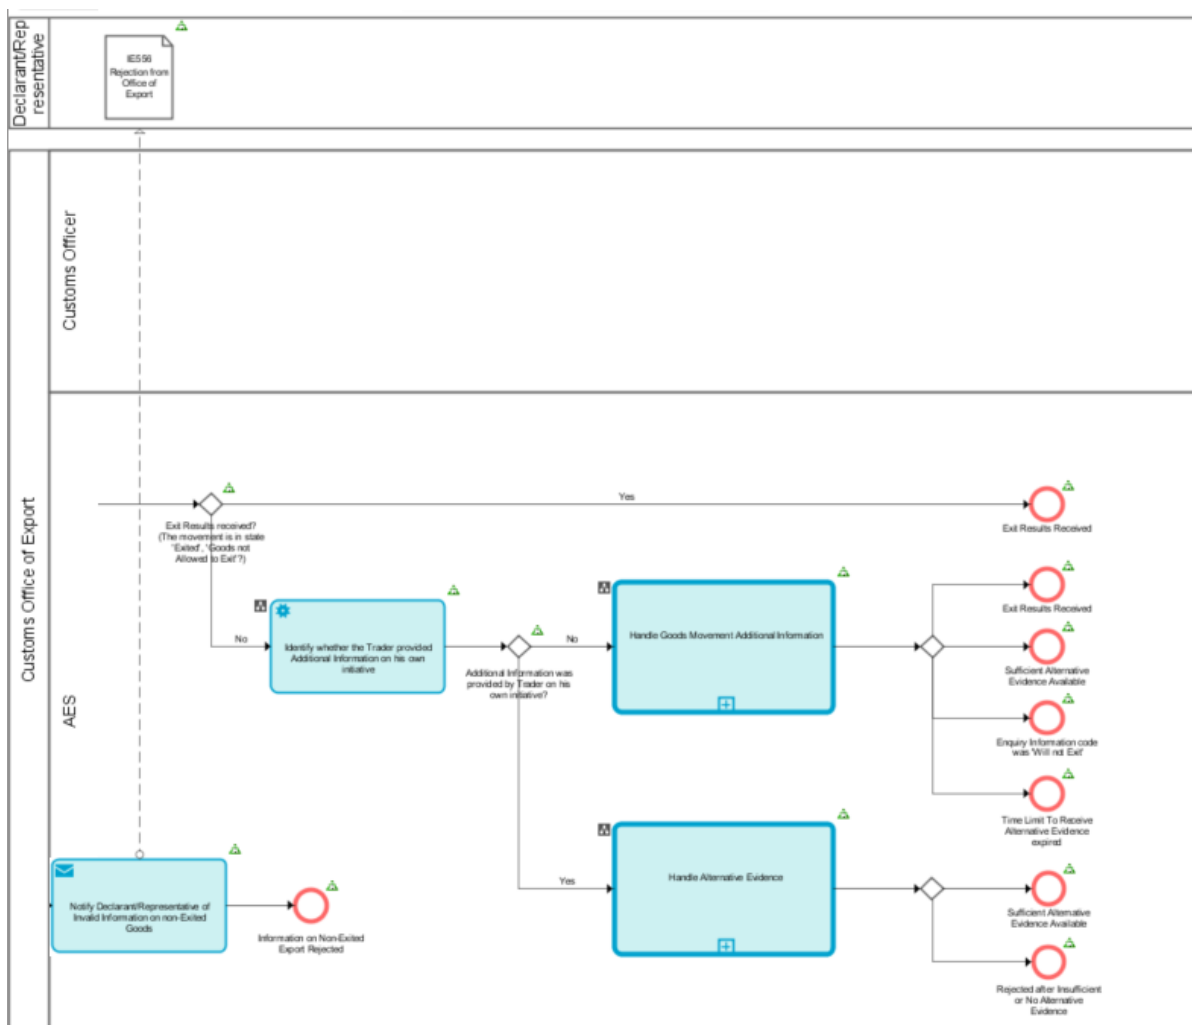 Declarant/Rep
resentative
IE556
Rejection from
Office of
Export
Customs Office of Export
Customs Officer
AES
Exit Results received?
(The movement is in state
'Exited', 'Goods not
Allowed to Exit'?)
Yes
Exit Results Received
No
Identify whether the Trader provided
Additional Information on his own
initiative
Additional Information was
provided by Trader on his
own initiative?
No
Handle Goods Movement Additional Information
Exit Results Received
Sufficient Alternative
Evidence Available
Enquiry Information code
was 'Will not Exit'
Time Limit To Receive
Alternative Evidence
expired
Yes
Handle Alternative Evidence
Sufficient Alternative
Evidence Available
Rejected after Insufficient
or No Alternative
Evidence
Notify Declarant/Representative of
Invalid Information on non-Exited
Goods
Information on Non-Exited
Export Rejected